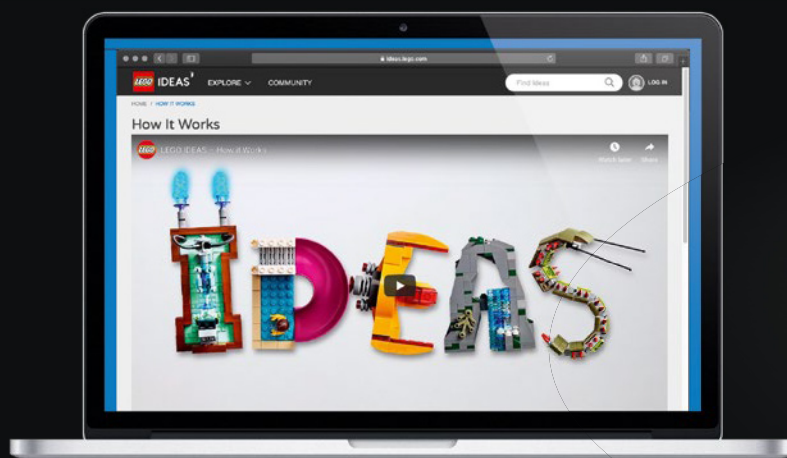 ideas.lego.com
LEGO IDEAS EXPLORE COMMUNITY Find Ideas LOG IN
HOME / HOW IT WORKS
How It Works
LEGO LEGO IDEAS – How It Works
Watch later Share
IDEAS